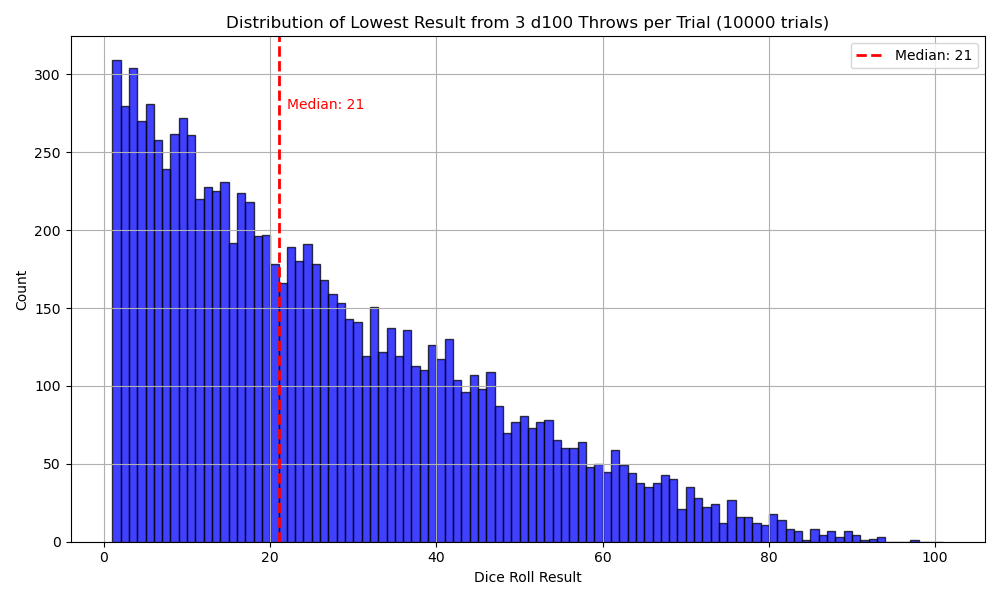 Distribution of Lowest Result from 3 d100 Throws per Trial (10000 trials)
Median: 21
Median: 21
300
250
200
150
100
50
0
Count
0 20 40 60 80 100
Dice Roll Result